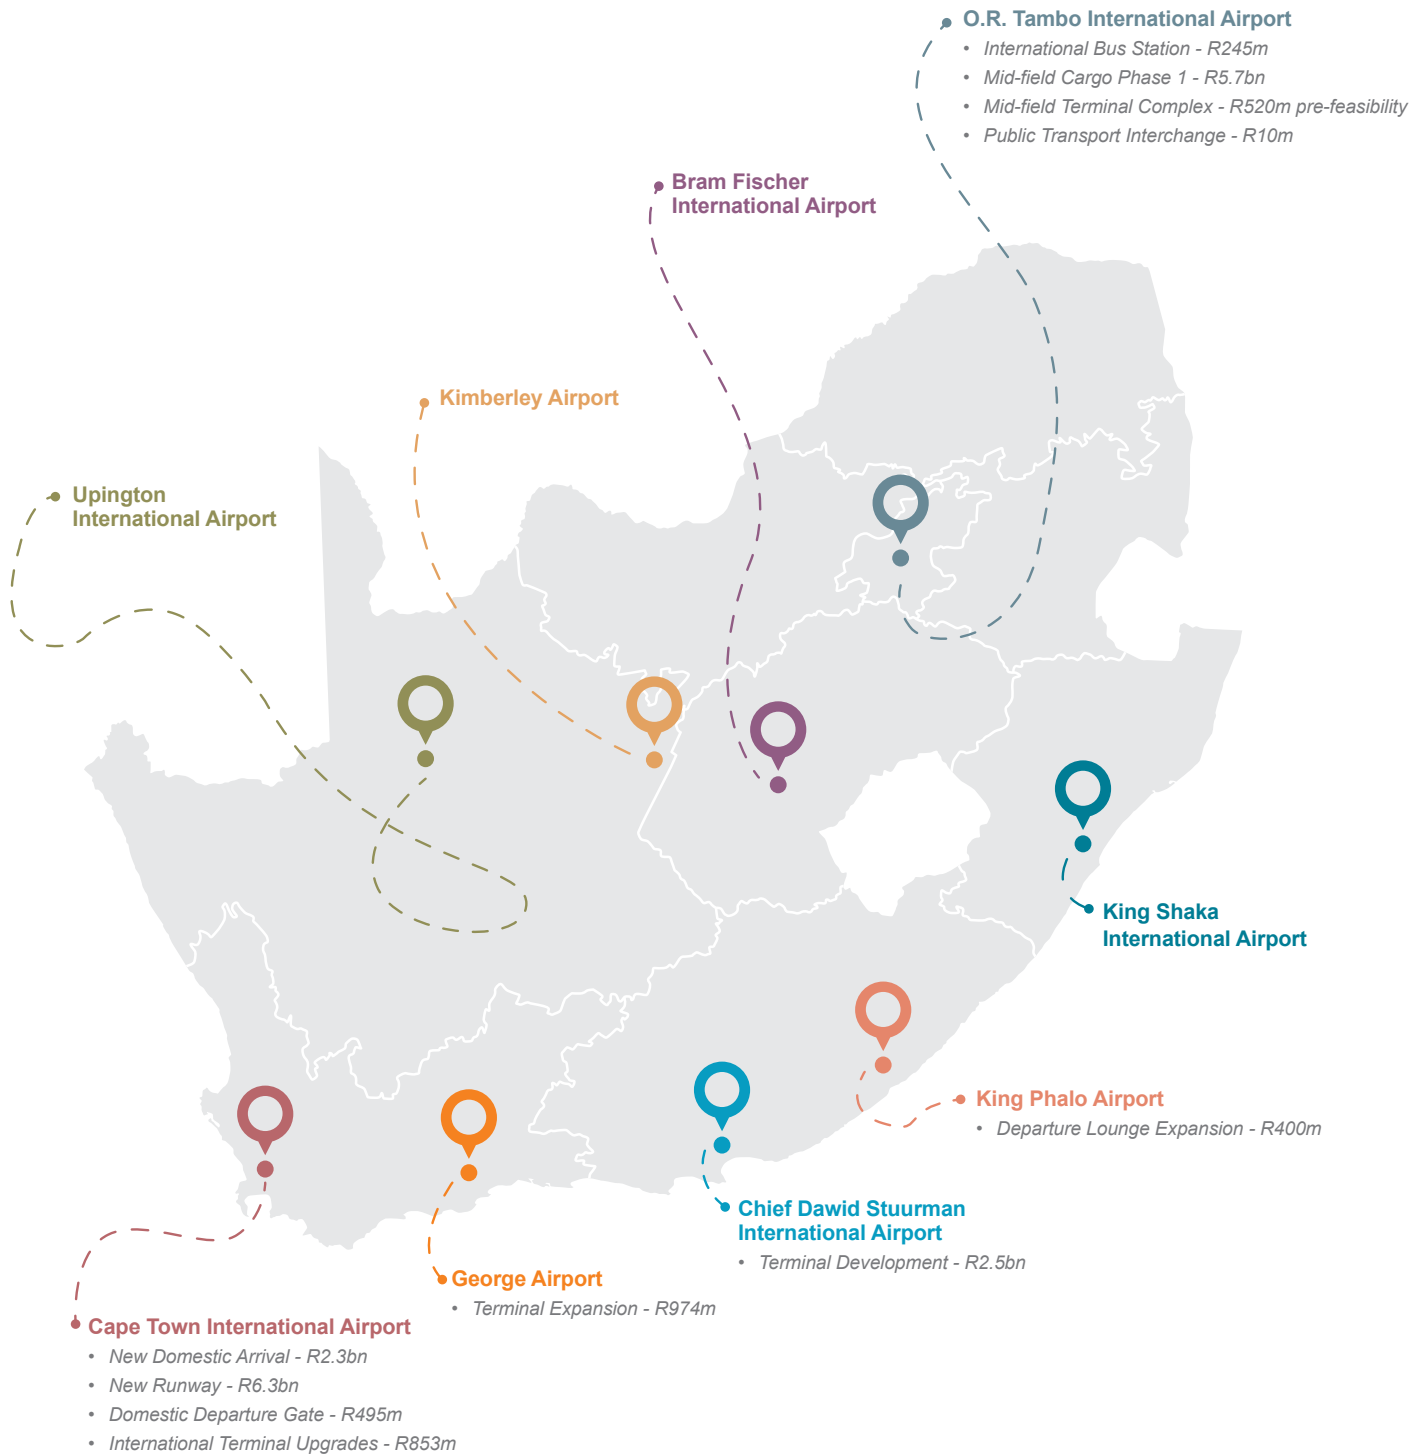 O.R. Tambo International Airport
• International Bus Station - R245m
• Mid-field Cargo Phase 1 - R5.7bn
• Mid-field Terminal Complex - R520m pre-feasibility
• Public Transport Interchange - R10m
Bram Fischer
International Airport
Kimberley Airport
Upington
International Airport
King Shaka
International Airport
King Phalo Airport
• Departure Lounge Expansion - R400m
Chief Dawid Stuurman
International Airport
• Terminal Development - R2.5bn
George Airport
• Terminal Expansion - R974m
Cape Town International Airport
• New Domestic Arrival - R2.3bn
• New Runway - R6.3bn
• Domestic Departure Gate - R495m
• International Terminal Upgrades - R853m